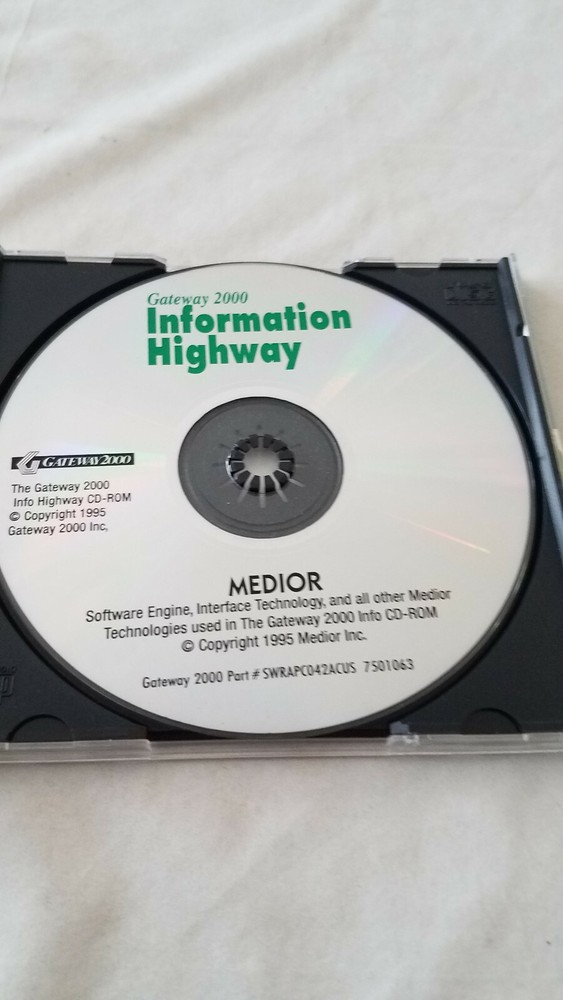 Gateway 2000
Information
Highway
GATEWAY2000
The Gateway 2000
Info Highway CD-ROM
© Copyright 1995
Gateway 2000 Inc,
MEDIOR
Software Engine, Interface Technology, and all other Medior
Technologies used in The Gateway 2000 Info CD-ROM
© Copyright 1995 Medior Inc.
Gateway 2000 Part # SWRAPC042ACUS 7501063